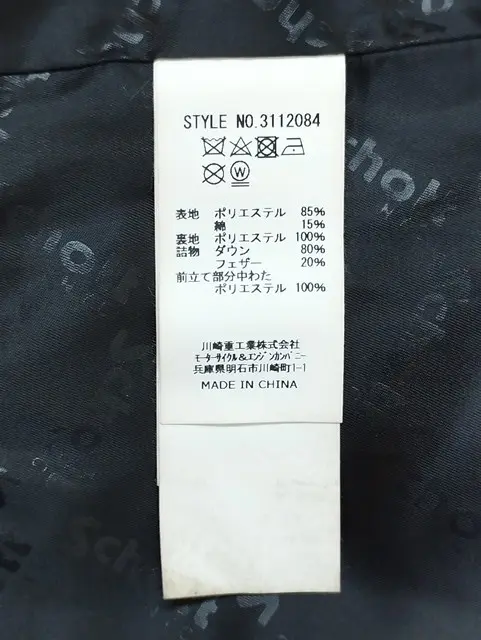 Schott
STYLE NO.3112084
W
表地 ポリエステル 85%
綿 15%
裏地 ポリエステル 100%
詰物 ダウン 80%
フェザー 20%
前立て部分中わた
ポリエステル 100%
川崎重工業株式会社
モーターサイクル&エンジンカンパニー
兵庫県明石市川崎町1-1
MADE IN CHINA
Schott